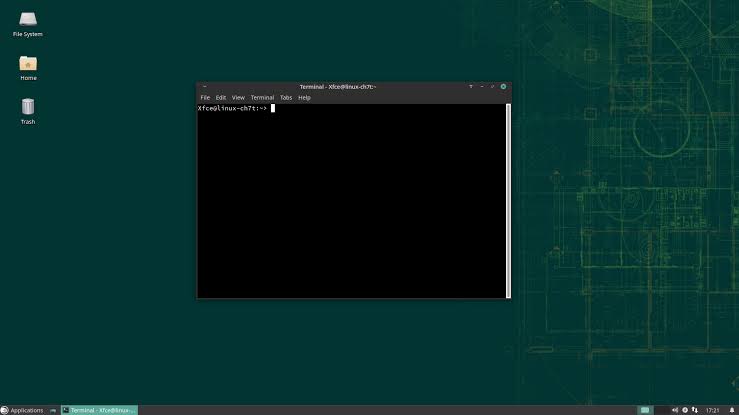 File System
Home
Trash
Terminal - Xfce@linux-ch7t:~
File Edit View Terminal Tabs Help
Xfce@linux-ch7t:~>
Applications
Terminal - Xfce@linux-...
17:21